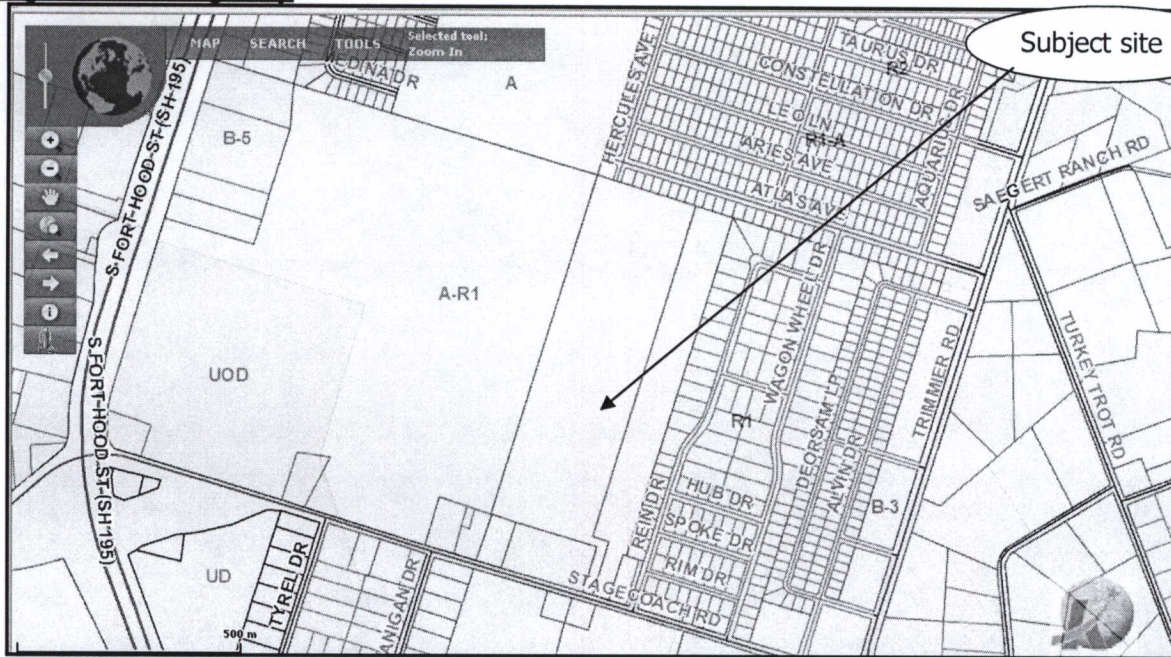 Subject site
MAP SEARCH TOOLS Selected tool:
Zoom In
EDINA DR
A
B-5
S FORT HOOD ST (SH 195)
HERCULES AVE
TAURUS DR
R2
CONSTELLATION DR
LEO LN
R1-A
ARIES AVE
ATLAS AVE
AQUARIUS DR
SAEGERT RANCH RD
A-R1
WAGON WHEEL DR
TURKEY TROT RD
TRIMMIER RD
UOD
S FORT HOOD ST (SH 195)
R1
DEORSAM LP
ALVIN DR
B-3
REIN DR
HUB DR
SPOKE DR
RIM DR
STAGECOACH RD
UD
TYREL DR
ANIGAN DR
500 m